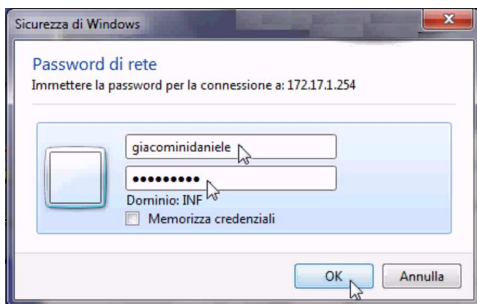 Sicurezza di Windows
Password di rete
Immettere la password per la connessione a: 172.17.1.254
giacominidaniele
•••••••••
Dominio: INF
Memorizza credenziali
OK
Annulla